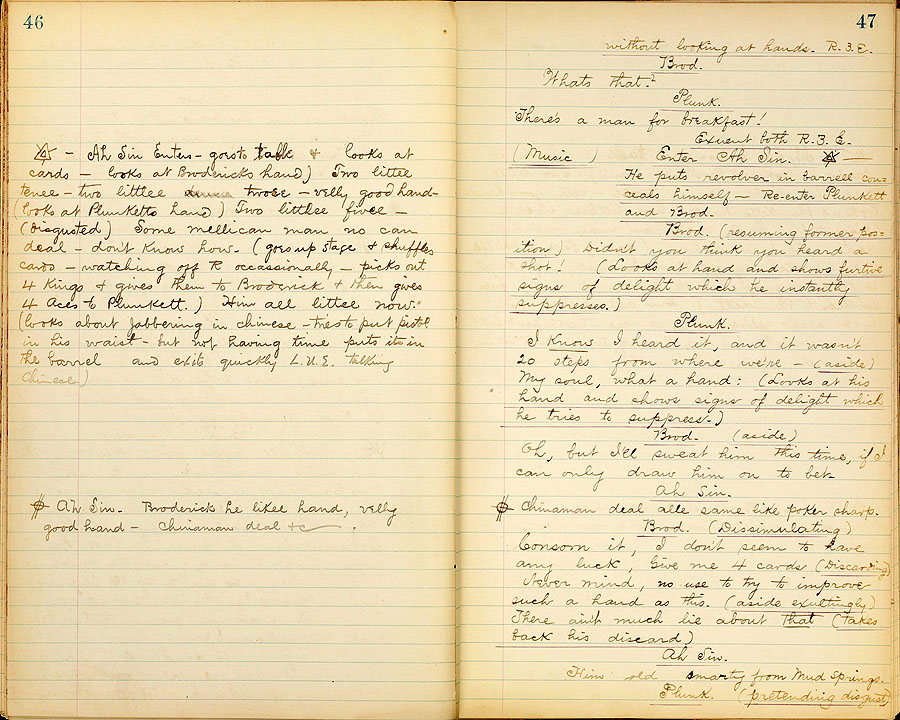 46
— Ah Sin Enters — goes to table & looks at
cards — looks at Brodericks hand) Two littee
tenee — two littlee twose — velly good hand —
(looks at Plunketts hand) Two littlee fivee —
(disgusted) Some mellican man no can
deal — don't know how. (goes up stage & shuffles
cards — watching off R occassionally — picks out
4 Kings & gives them to Broderick & then gives
4 Aces to Plunkett.) Him all littee now.
(looks about jabbering in chinese — tries to put pistol
in his waist — but not having time puts it in
the barrel and exits quickly L.U.E. talking
Chinese)
Ah Sin. Broderick he likee hand, velly
good hand — Chinaman deal &c
47
without looking at hands. R.3.E.
Brod.
Whats that?
Plunk.
There's a man for breakfast!
Exeunt both R.3.E.
(Music) Enter Ah Sin.
He puts revolver in barrell con=
ceals himself — Re-enter Plunkett
and Brod.
Brod. (resuming former pos=
ition) Didn't you think you heard a
shot! (Looks at hand and shows furtive
signs of delight which he instantly
suppresses.)
Plunk.
I know I heard it, and it wasn't
20 steps from where we're — (aside)
My soul, what a hand: (Looks at his
hand and shows signs of delight which
he tries to suppress.)
Brod. (aside)
Oh, but I'll sweat him this time, if I
can only draw him on to bet.
Ah Sin.
Chinaman deal alle same like poker sharp.
Brod. (Dissimulating)
Consorn it, I don't seem to have
any luck, Give me 4 cards (Discarding)
Never mind, no use to try to improve
such a hand as this. (aside exultingly)
There ain't much lie about that (takes
back his discard)
Ah Sin.
Him old smarty from Mud Springs.
Plunk. (pretending disgust)